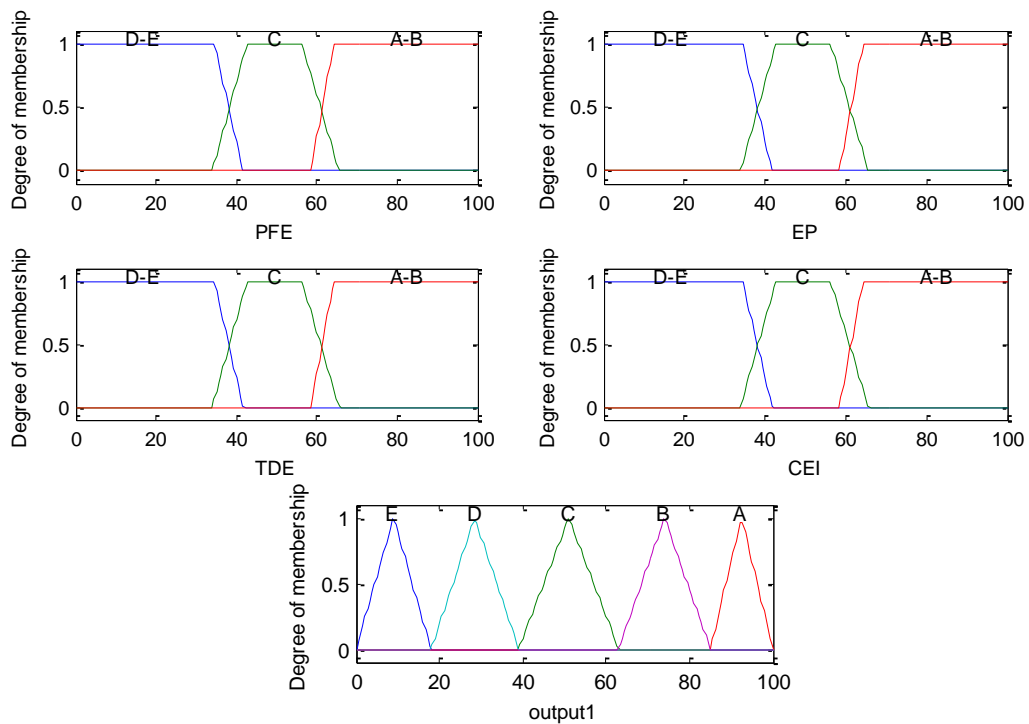 D-E C A-B
Degree of membership
1
0.5
0
0 20 40 60 80 100
PFE
D-E C A-B
Degree of membership
1
0.5
0
0 20 40 60 80 100
EP
D-E C A-B
Degree of membership
1
0.5
0
0 20 40 60 80 100
TDE
D-E C A-B
Degree of membership
1
0.5
0
0 20 40 60 80 100
CEI
E D C B A
Degree of membership
1
0.5
0
0 20 40 60 80 100
output1